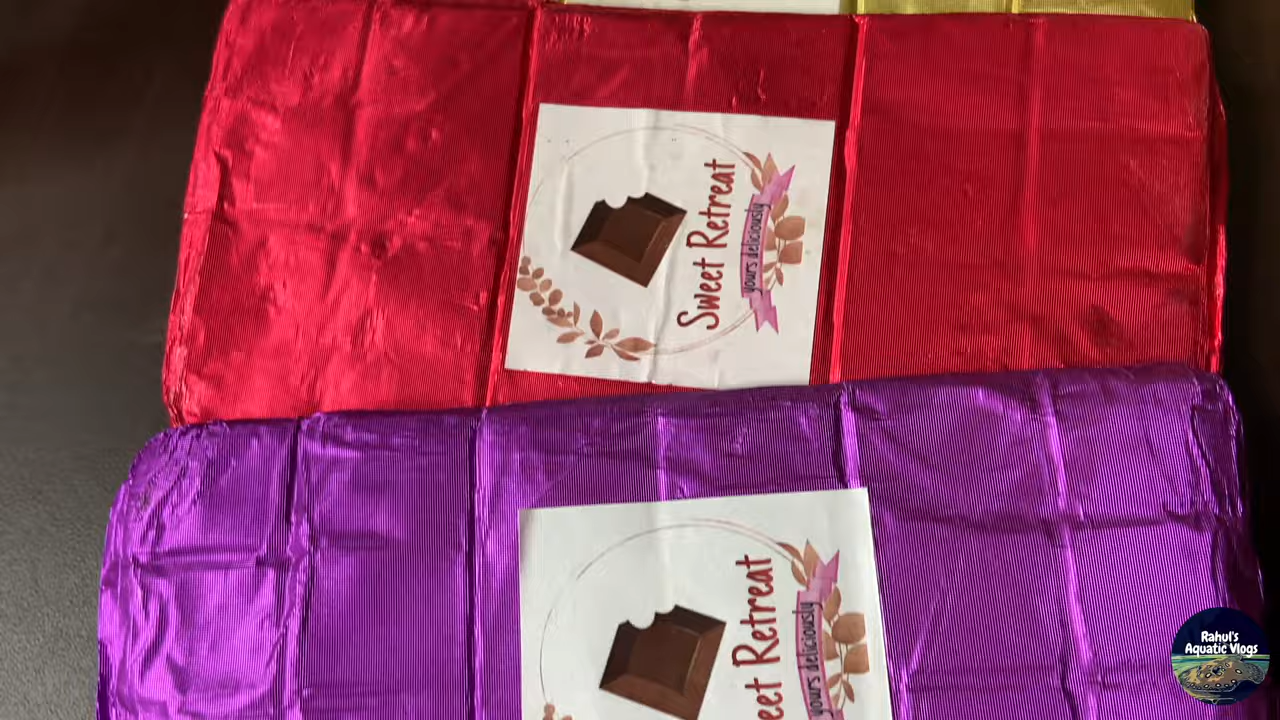 Sweet Retreat
yours deliciously
eet Retreat
yours deliciously
Rahul's
Aquatic Vlogs